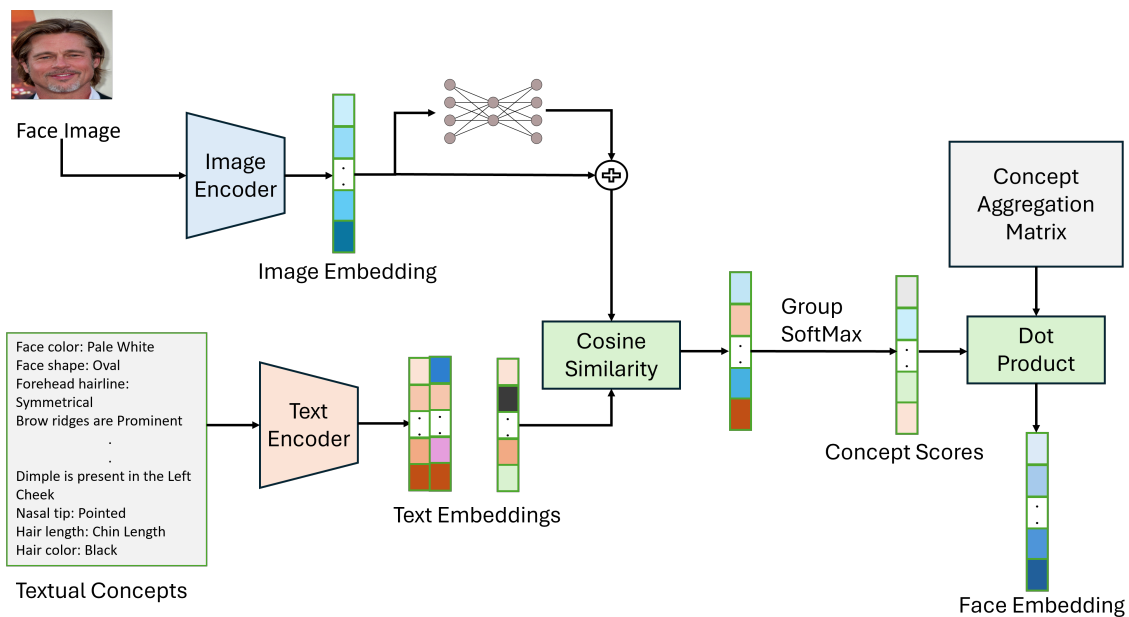 Face Image
Image
Encoder
Image Embedding
Concept
Aggregation
Matrix
Group
SoftMax
Cosine
Similarity
Dot
Product
Face color: Pale White
Face shape: Oval
Forehead hairline:
Symmetrical
Brow ridges are Prominent
.
.
Dimple is present in the Left
Cheek
Nasal tip: Pointed
Hair length: Chin Length
Hair color: Black
Text
Encoder
Text Embeddings
Concept Scores
Textual Concepts
Face Embedding